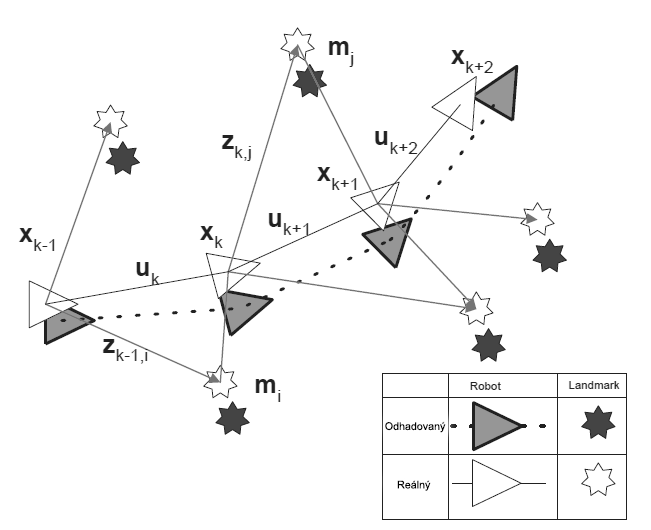 m_j
x_{k+2}
z_{k,j}
u_{k+2}
x_{k+1}
x_{k-1}
x_k
u_{k+1}
u_k
z_{k-1,i}
m_i
Robot Landmark
Odhadovaný
Reálný